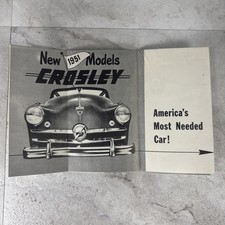 New 1951 Models
CROSLEY
America's
Most Needed
Car!